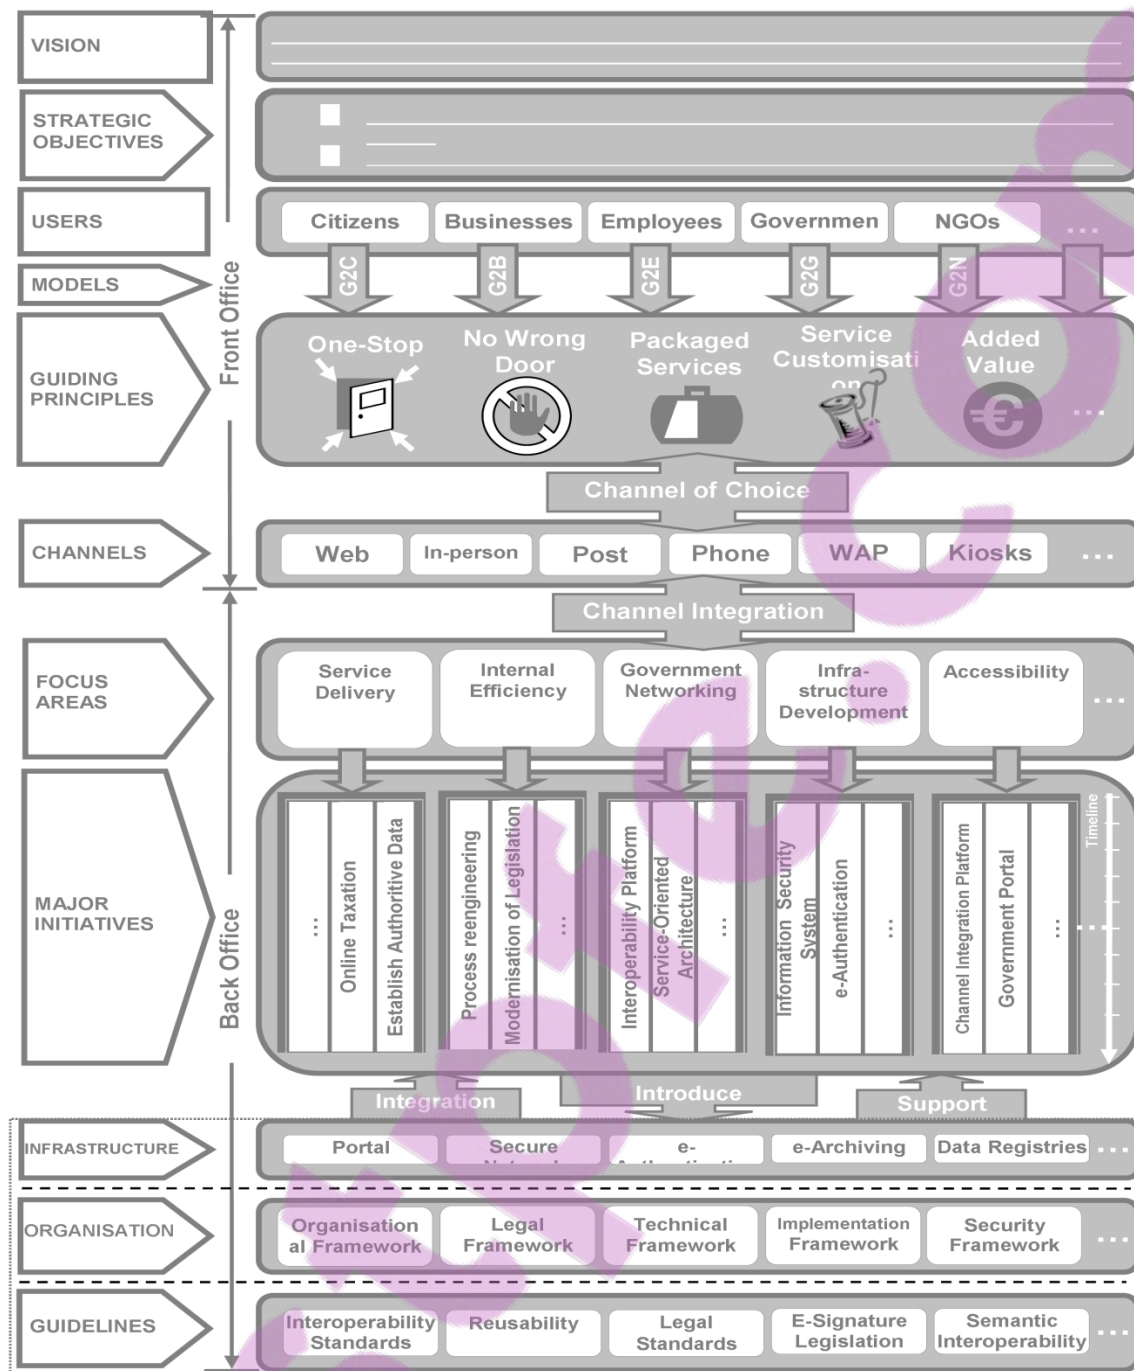 VISION
STRATEGIC
OBJECTIVES
USERS
Citizens
Businesses
Employees
Governmen
NGOs
...
MODELS
G2C
G2B
G2E
G2G
G2N
Front Office
GUIDING
PRINCIPLES
One-Stop
No Wrong
Door
Packaged
Services
Service
Customisati
on
Added
Value
...
Channel of Choice
CHANNELS
Web
In-person
Post
Phone
WAP
Kiosks
...
Channel Integration
FOCUS
AREAS
Service
Delivery
Internal
Efficiency
Government
Networking
Infra-
structure
Development
Accessibility
...
MAJOR
INITIATIVES
Back Office
...
Online Taxation
Establish Authoritive Data
Process reengineering
Modernisation of Legislation
...
Interoperability Platform
Service-Oriented
Architecture
...
Information Security
System
e-Authentication
...
Channel Integration Platform
Government Portal
...
Timeline
Integration
Introduce
Support
INFRASTRUCTURE
Portal
Secure
e-
e-Archiving
Data Registries
...
ORGANISATION
Organisation
al Framework
Legal
Framework
Technical
Framework
Implementation
Framework
Security
Framework
...
GUIDELINES
Interoperability
Standards
Reusability
Legal
Standards
E-Signature
Legislation
Semantic
Interoperability
...